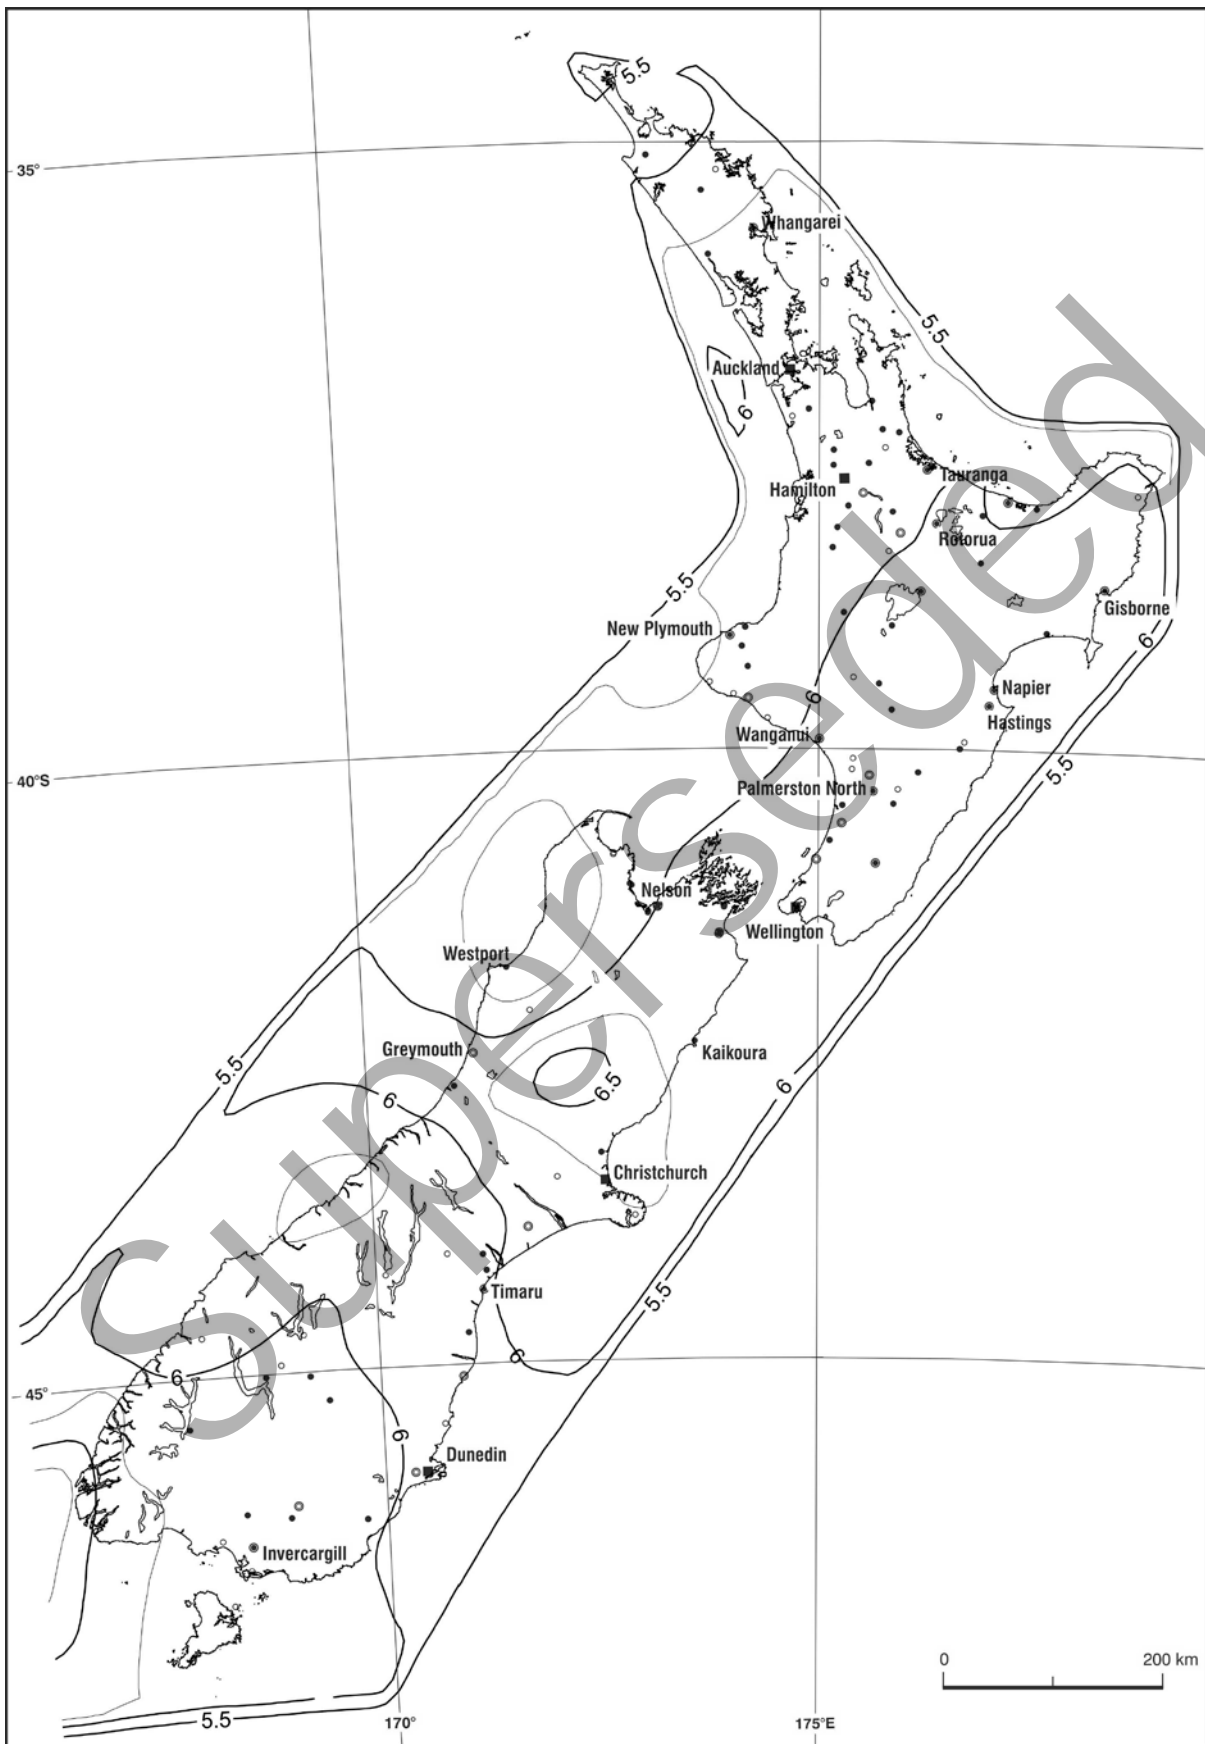 5.5
35°
Whangarei
5.5
Auckland
6
Tauranga
Hamilton
Rotorua
5.5
Gisborne
New Plymouth
6
6
Napier
Hastings
Wanganui
5.5
40°S
Palmerston North
Nelson
Wellington
Westport
Greymouth
Kaikoura
5.5
6.5
6
6
Christchurch
Timaru
5.5
6
6
45°
6
Dunedin
Invercargill
0 200 km
5.5
170°
175°E
Superseded